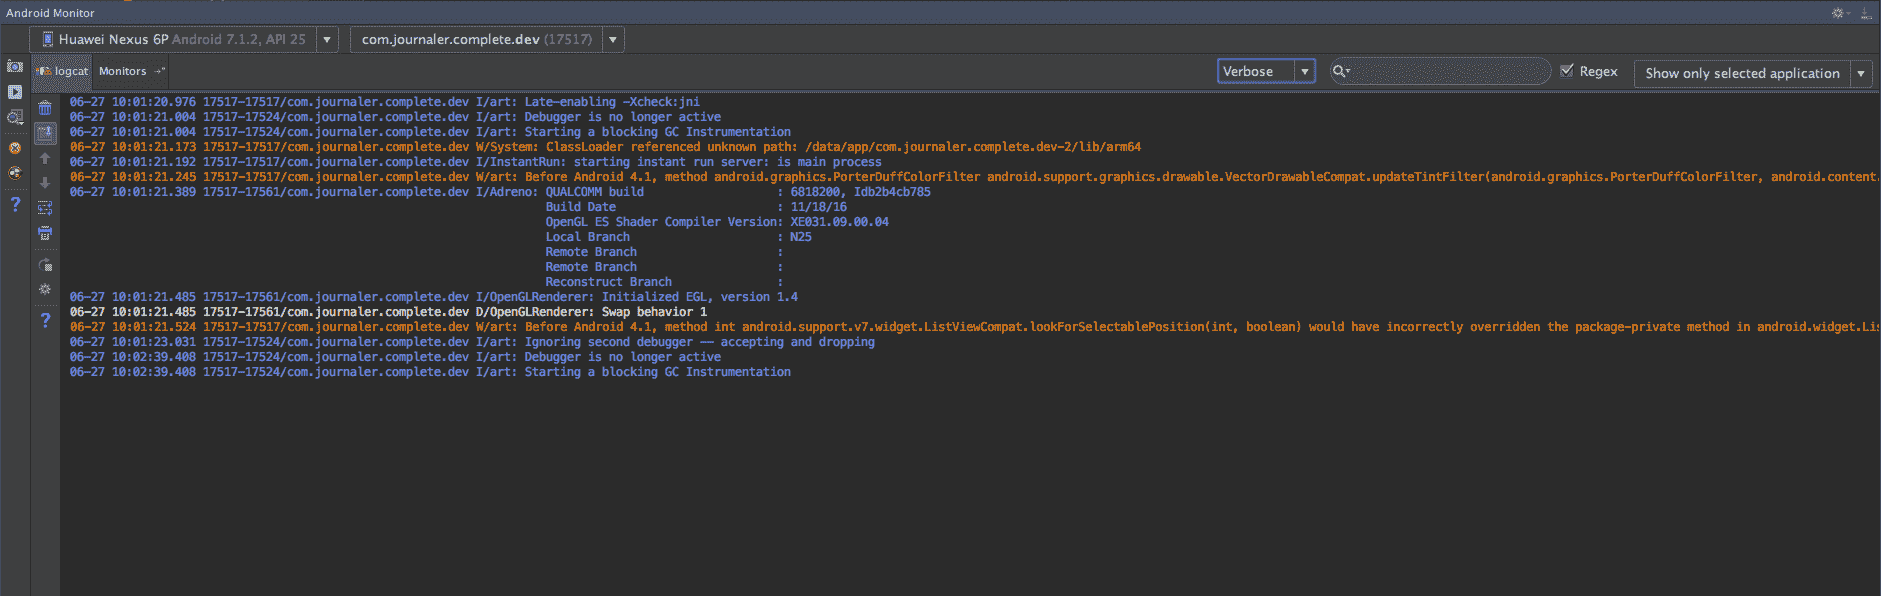 Android Monitor
Huawei Nexus 6P Android 7.1.2, API 25
com.journaler.complete.dev (17517)
logcat
Monitors
Verbose
Regex
Show only selected application
06-27 10:01:20.976 17517-17517/com.journaler.complete.dev I/art: Late-enabling -Xcheck:jni
06-27 10:01:21.004 17517-17524/com.journaler.complete.dev I/art: Debugger is no longer active
06-27 10:01:21.004 17517-17524/com.journaler.complete.dev I/art: Starting a blocking GC Instrumentation
06-27 10:01:21.173 17517-17517/com.journaler.complete.dev W/System: ClassLoader referenced unknown path: /data/app/com.journaler.complete.dev-2/lib/arm64
06-27 10:01:21.192 17517-17517/com.journaler.complete.dev I/InstantRun: starting instant run server: is main process
06-27 10:01:21.245 17517-17517/com.journaler.complete.dev W/art: Before Android 4.1, method android.graphics.PorterDuffColorFilter android.support.graphics.drawable.VectorDrawableCompat.updateTintFilter(android.graphics.PorterDuffColorFilter, android.content.
06-27 10:01:21.389 17517-17561/com.journaler.complete.dev I/Adreno: QUALCOMM build : 6818200, Idb2b4cb785
Build Date : 11/18/16
OpenGL ES Shader Compiler Version: XE031.09.00.04
Local Branch : N25
Remote Branch :
Remote Branch :
Reconstruct Branch :
06-27 10:01:21.485 17517-17561/com.journaler.complete.dev I/OpenGLRenderer: Initialized EGL, version 1.4
06-27 10:01:21.485 17517-17561/com.journaler.complete.dev D/OpenGLRenderer: Swap behavior 1
06-27 10:01:21.524 17517-17517/com.journaler.complete.dev W/art: Before Android 4.1, method int android.support.v7.widget.ListViewCompat.lookForSelectablePosition(int, boolean) would have incorrectly overridden the package-private method in android.widget.Lis
06-27 10:01:23.031 17517-17524/com.journaler.complete.dev I/art: Ignoring second debugger -- accepting and dropping
06-27 10:02:39.408 17517-17524/com.journaler.complete.dev I/art: Debugger is no longer active
06-27 10:02:39.408 17517-17524/com.journaler.complete.dev I/art: Starting a blocking GC Instrumentation